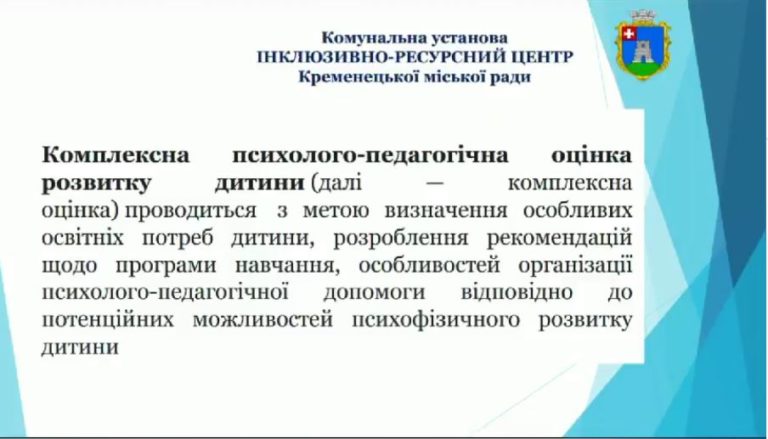 Комунальна установа
ІНКЛЮЗИВНО-РЕСУРСНИЙ ЦЕНТР
Кременецької міської ради
Комплексна психолого-педагогічна оцінка
розвитку дитини (далі — комплексна
оцінка) проводиться з метою визначення особливих
освітніх потреб дитини, розроблення рекомендацій
щодо програми навчання, особливостей організації
психолого-педагогічної допомоги відповідно до
потенційних можливостей психофізичного розвитку
дитини